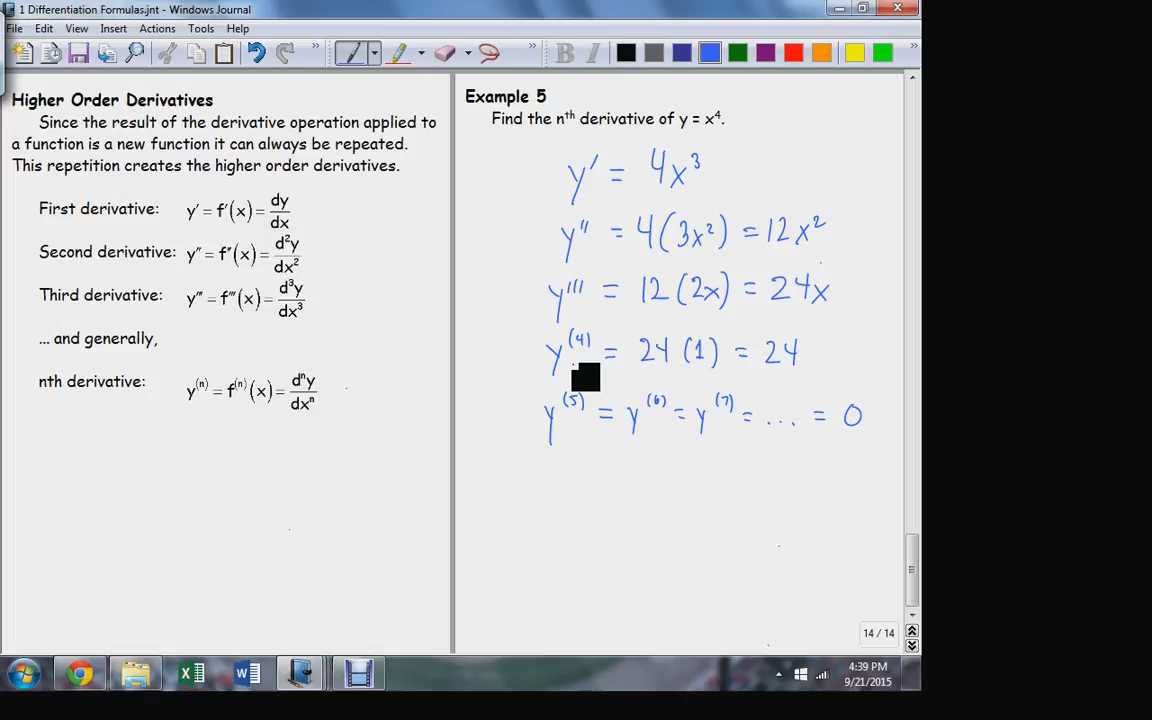 1 Differentiation Formulas.jnt - Windows Journal
File Edit View Insert Actions Tools Help
Higher Order Derivatives
Since the result of the derivative operation applied to
a function is a new function it can always be repeated.
This repetition creates the higher order derivatives.
First derivative: y′ = f′(x) = dy/dx
Second derivative: y″ = f″(x) = d²y/dx²
Third derivative: y‴ = f‴(x) = d³y/dx³
... and generally,
nth derivative: y⁽ⁿ⁾ = f⁽ⁿ⁾(x) = dⁿy/dxⁿ
Example 5
Find the nᵗʰ derivative of y = x⁴.
y′ = 4x³
y″ = 4(3x²) = 12x²
y‴ = 12(2x) = 24x
y⁽⁴⁾ = 24(1) = 24
y⁽⁵⁾ = y⁽⁶⁾ = y⁽⁷⁾ = ... = 0
14 / 14
4:39 PM
9/21/2015